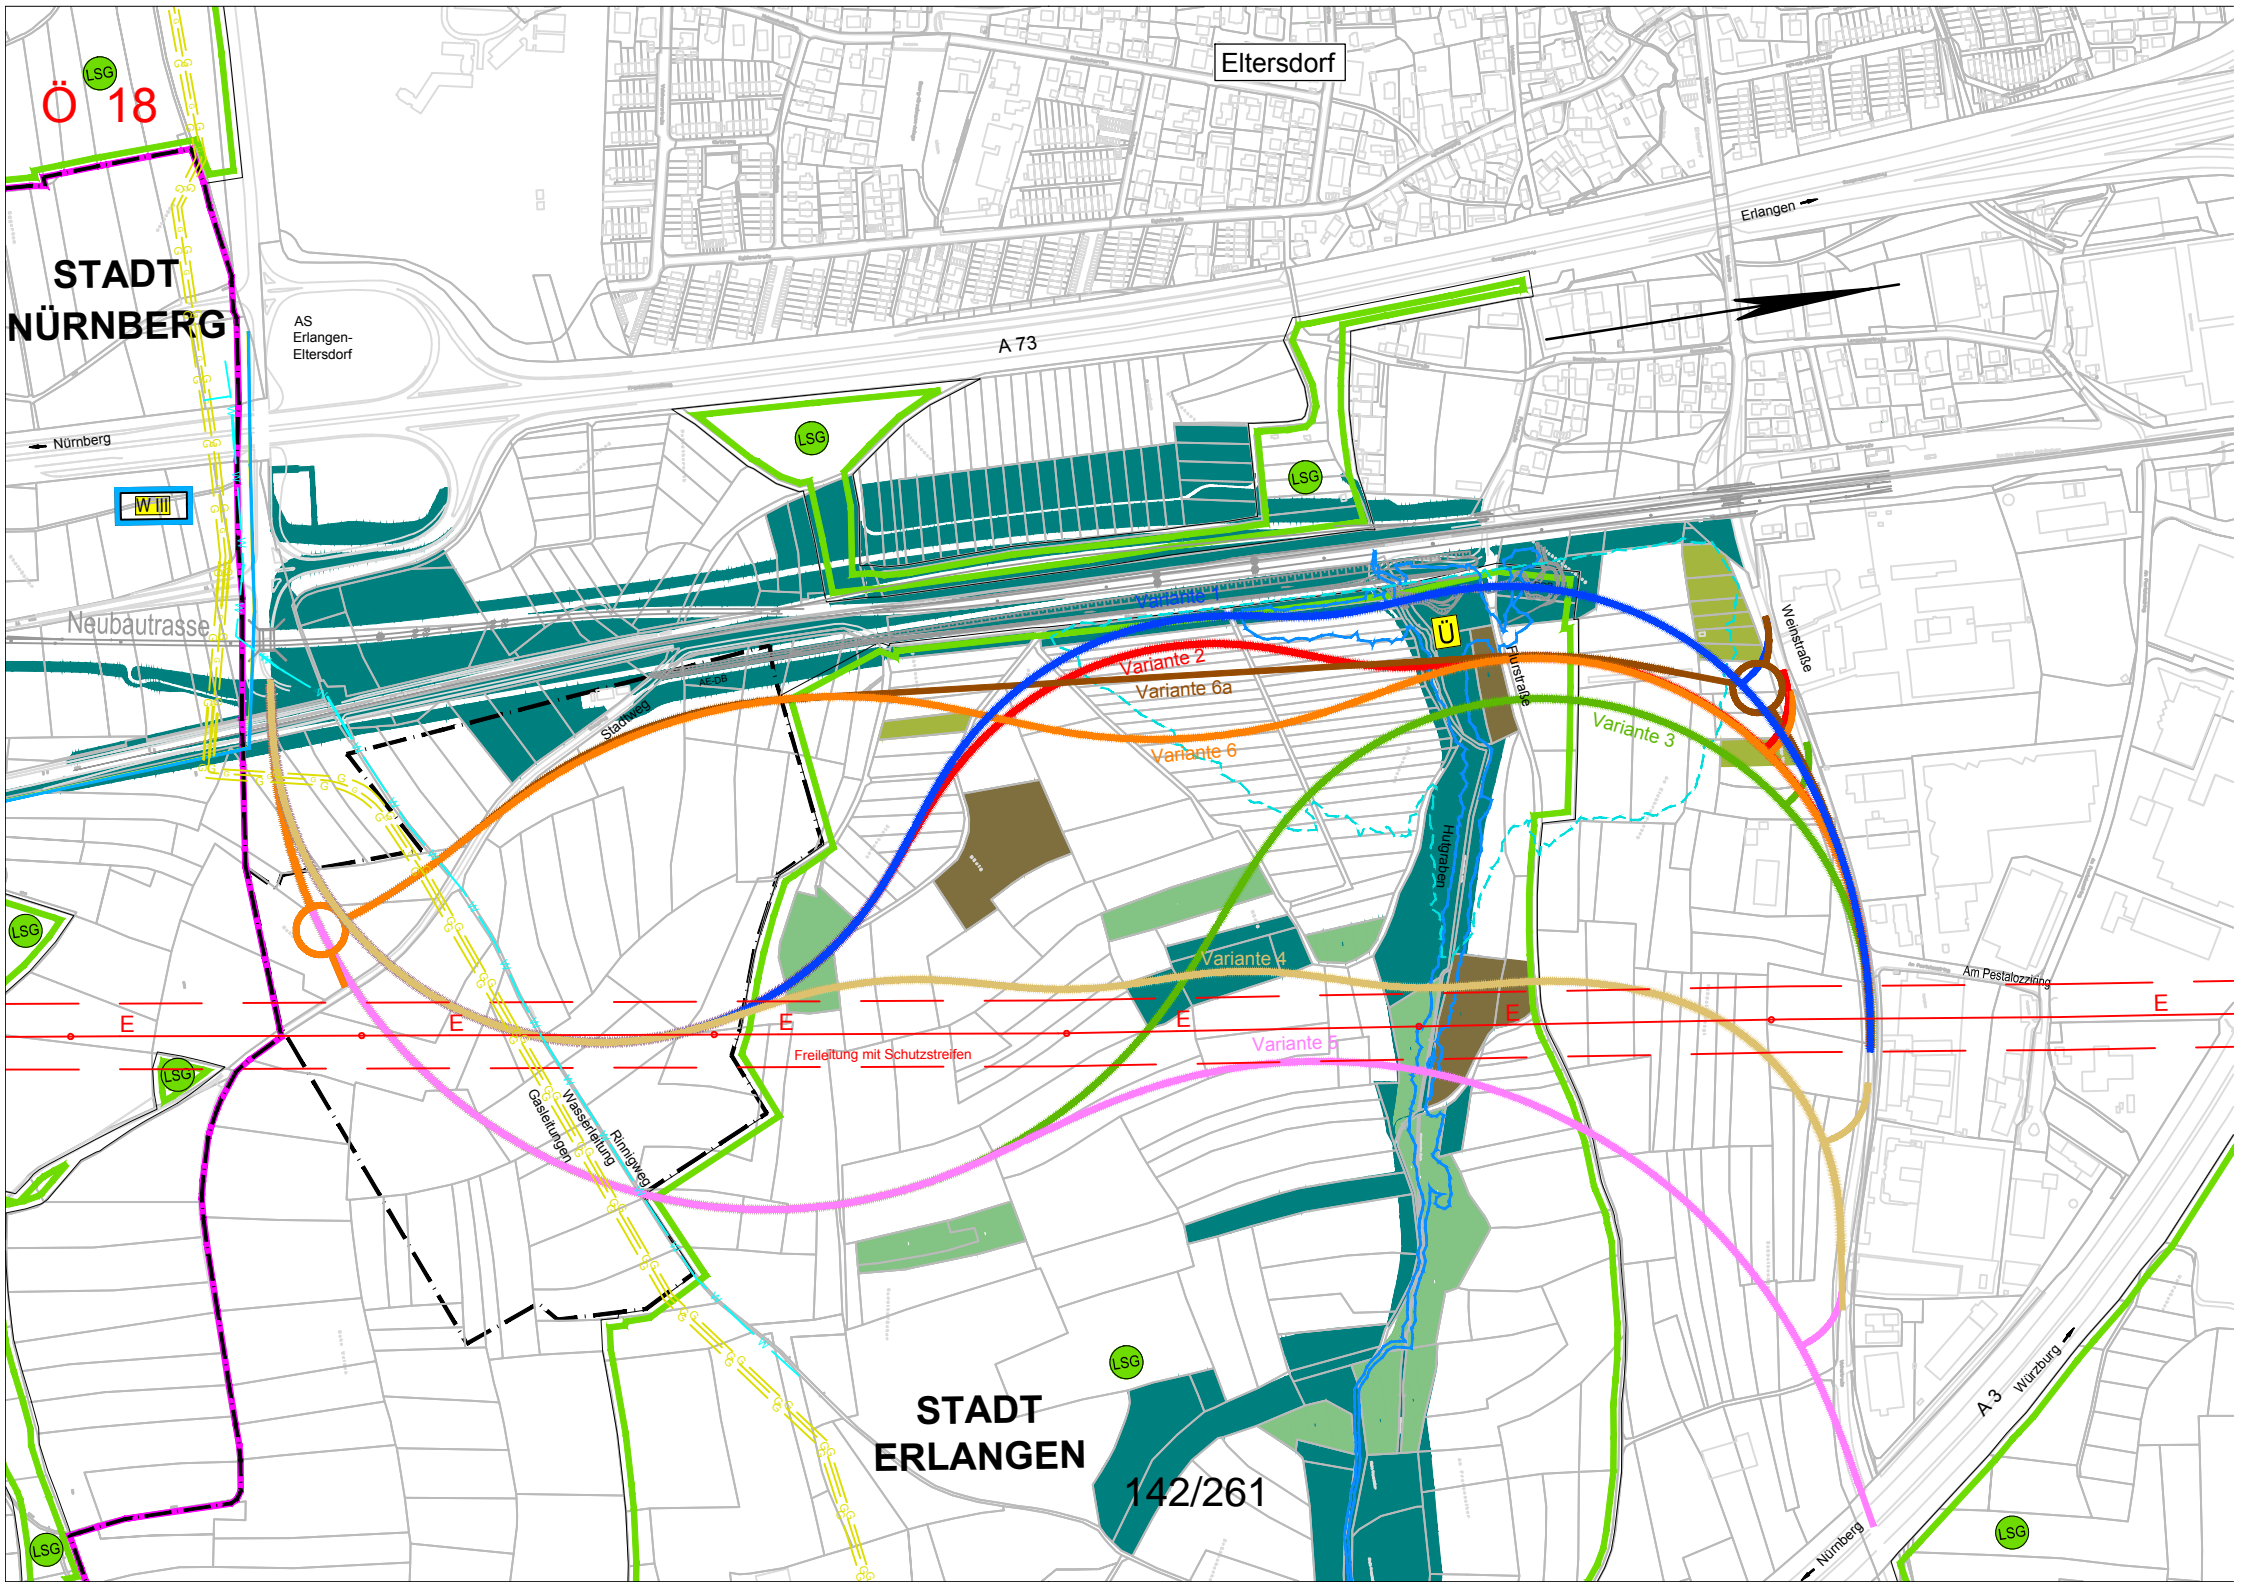 LSG
Ö 18
Eltersdorf
Erlangen
STADT
NÜRNBERG
AS
Erlangen-
Eltersdorf
A 73
Nürnberg
LSG
LSG
W III
Neubautrasse
Variante 1
Ü
Weinstraße
Variante 2
Flurstraße
AE-DB
Variante 6a
Stadtweg
Variante 3
Variante 6
Hutgraben
LSG
Variante 4
Am Pestalozziring
E
E
E
E
E
E
Variante 5
Freileitung mit Schutzstreifen
LSG
Gasleitungen
Wasserleitung
Rinnigweg
LSG
Würzburg
A 3
STADT
ERLANGEN
142/261
Nürnberg
LSG
LSG